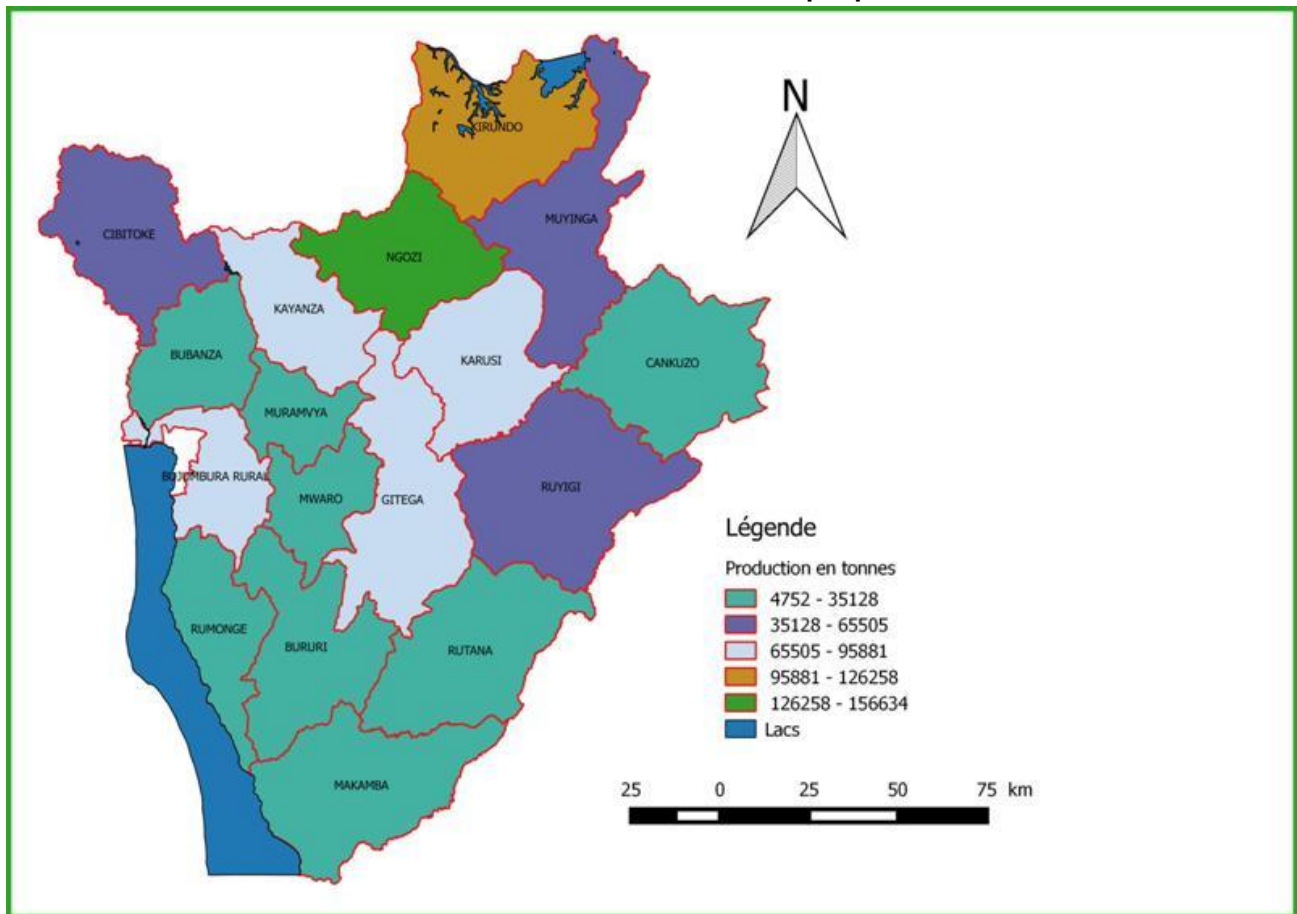 N
KIRUNDO
MUYINGA
CIBITOKE
NGOZI
KAYANZA
BUBANZA
KARUSI
CANKUZO
MURAMVYA
BUJUMBURA RURAL
MWARO
GITEGA
RUYIGI
RUMONGE
BURURI
RUTANA
MAKAMBA
Légende
Production en tonnes
4752 - 35128
35128 - 65505
65505 - 95881
95881 - 126258
126258 - 156634
Lacs
25 0 25 50 75 km